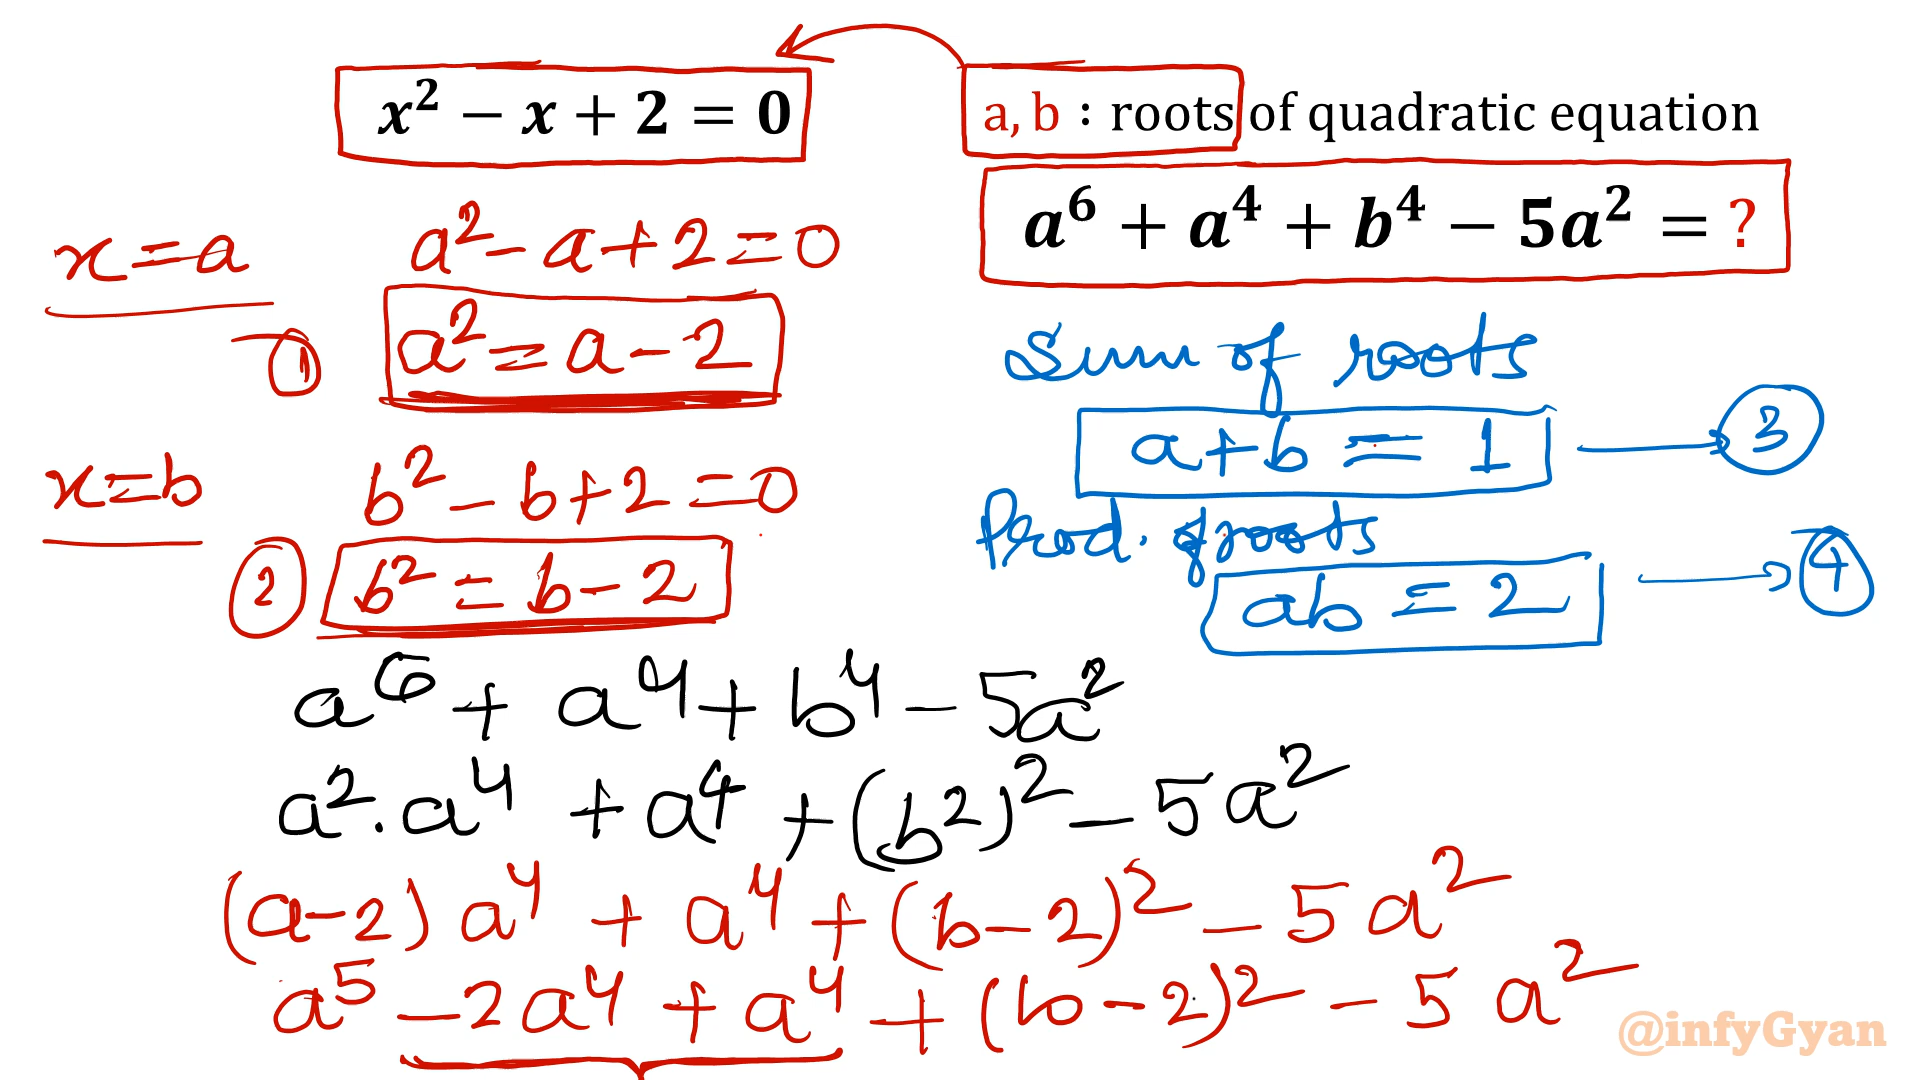 x² − x + 2 = 0
a, b : roots of quadratic equation
a⁶ + a⁴ + b⁴ − 5a² = ?
x = a
a² − a + 2 = 0
① a² = a − 2
x = b
b² − b + 2 = 0
② b² = b − 2
Sum of roots
a + b = 1 → ③
Prod. of roots
ab = 2 → ④
a⁶ + a⁴ + b⁴ − 5a²
a² . a⁴ + a⁴ + (b²)² − 5a²
(a − 2) a⁴ + a⁴ + (b − 2)² − 5a²
a⁵ − 2a⁴ + a⁴ + (b − 2)² − 5a²
@infyGyan